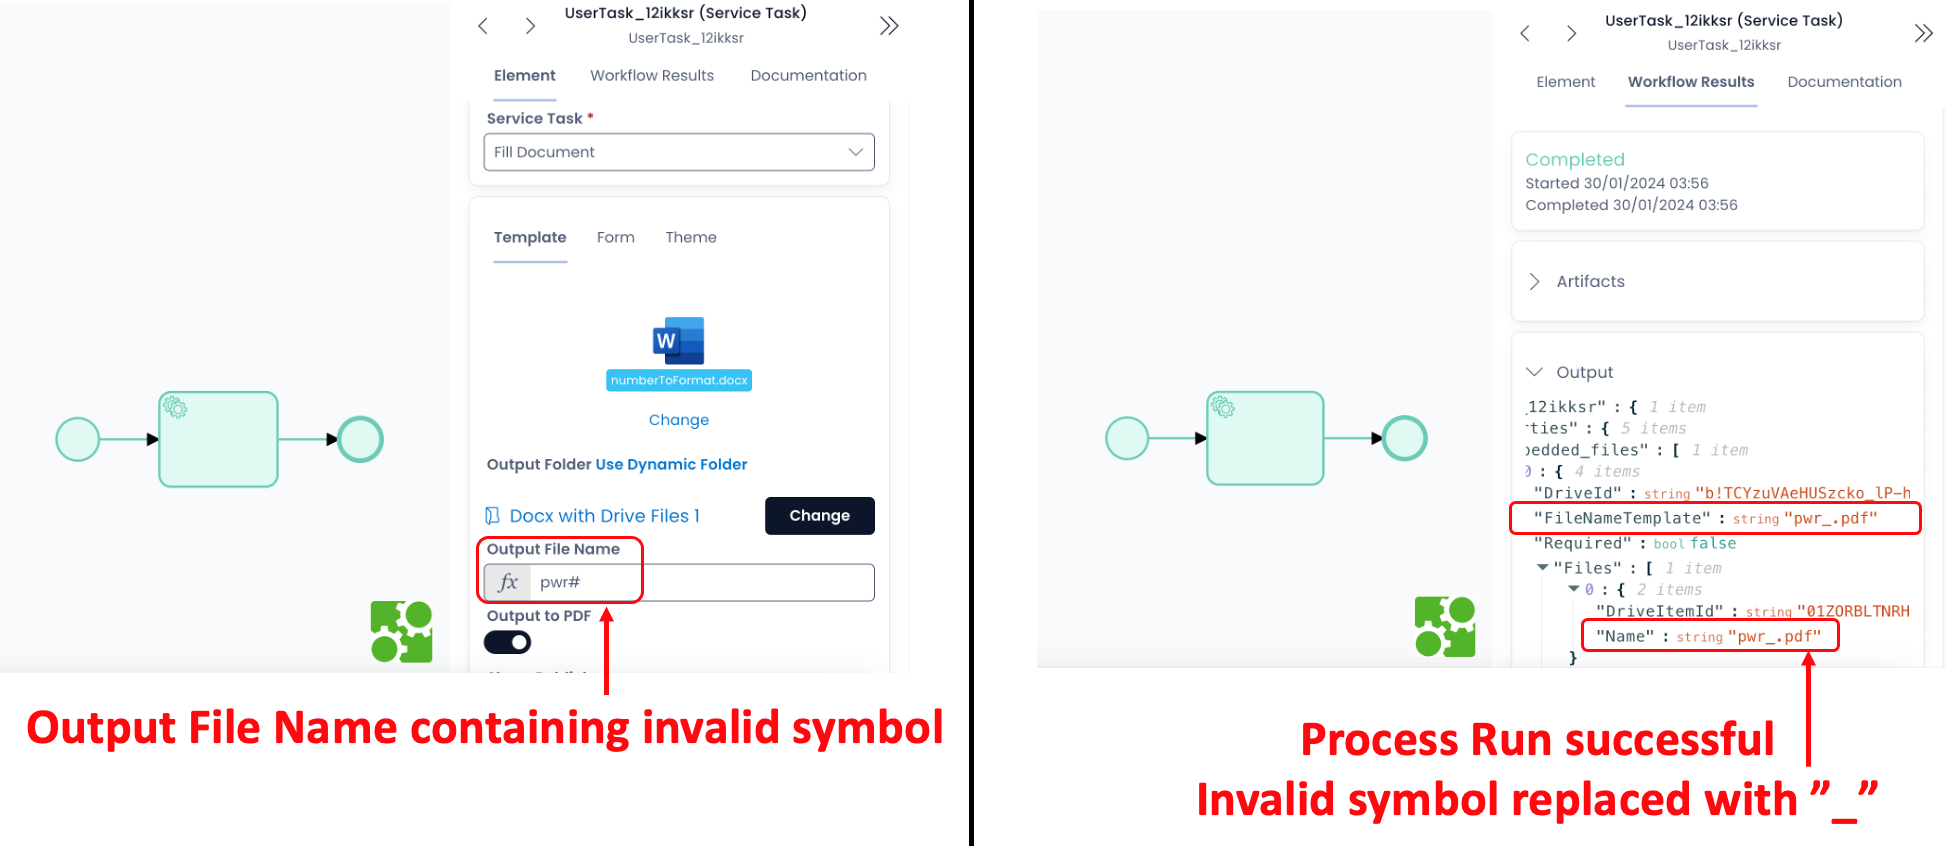 UserTask_12ikksr (Service Task)
UserTask_12ikksr
Element Workflow Results Documentation
Service Task *
Fill Document
Template Form Theme
W
numberToFormat.docx
Change
Output Folder Use Dynamic Folder
Docx with Drive Files 1 Change
Output File Name
fx pwr#
Output to PDF
Output File Name containing invalid symbol
UserTask_12ikksr (Service Task)
UserTask_12ikksr
Element Workflow Results Documentation
Completed
Started 30/01/2024 03:56
Completed 30/01/2024 03:56
Artifacts
Output
_12ikksr" : { 1 item
rties" : { 5 items
bedded_files" : [ 1 item
0 : { 4 items
"DriveId" : string "b!TCYzuVAeHUSzcko_lP-h
"FileNameTemplate" : string "pwr_.pdf"
"Required" : bool false
"Files" : [ 1 item
0 : { 2 items
"DriveItemId" : string "01ZORBLTNRH
"Name" : string "pwr_.pdf"
}
Process Run successful
Invalid symbol replaced with ”_”